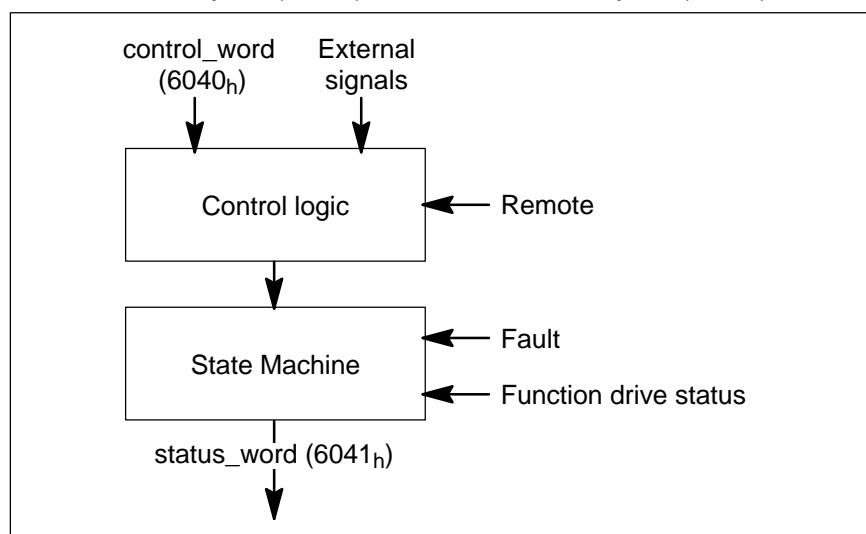 control_word
(6040h)
External
signals
Control logic
Remote
State Machine
Fault
Function drive status
status_word (6041h)